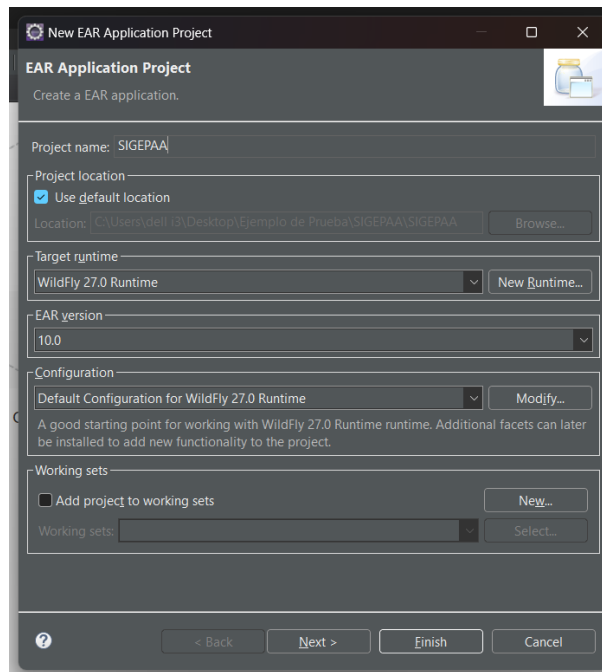 New EAR Application Project
EAR Application Project
Create a EAR application.
Project name: SIGEPAA
Project location
Use default location
Location: C:\Users\dell i3\Desktop\Ejemplo de Prueba\SIGEPAA\SIGEPAA Browse...
Target runtime
WildFly 27.0 Runtime New Runtime...
EAR version
10.0
Configuration
Default Configuration for WildFly 27.0 Runtime Modify...
A good starting point for working with WildFly 27.0 Runtime runtime. Additional facets can later
be installed to add new functionality to the project.
Working sets
Add project to working sets New...
Working sets: Select...
? < Back Next > Finish Cancel